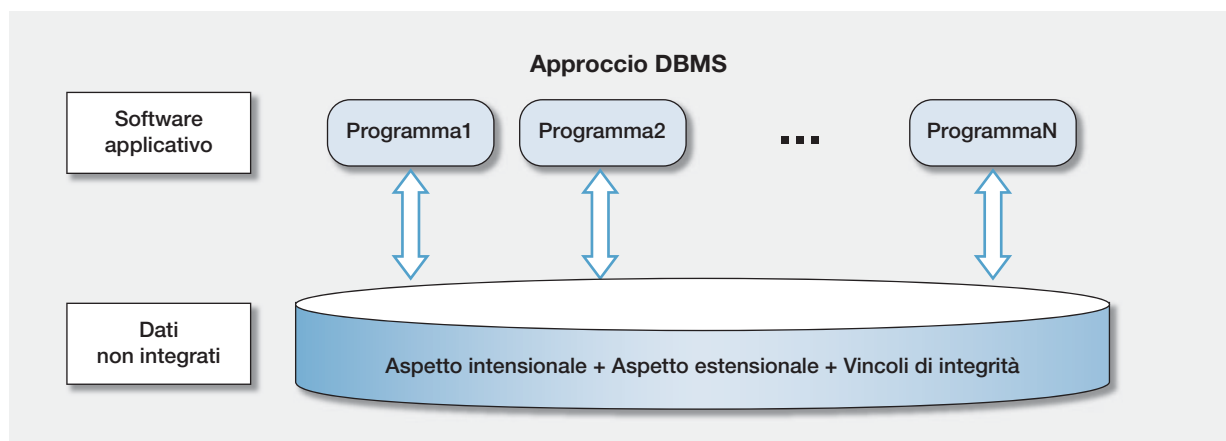 Approccio DBMS
Software
applicativo
Programma1
Programma2
...
ProgrammaN
Dati
non integrati
Aspetto intensionale + Aspetto estensionale + Vincoli di integrità